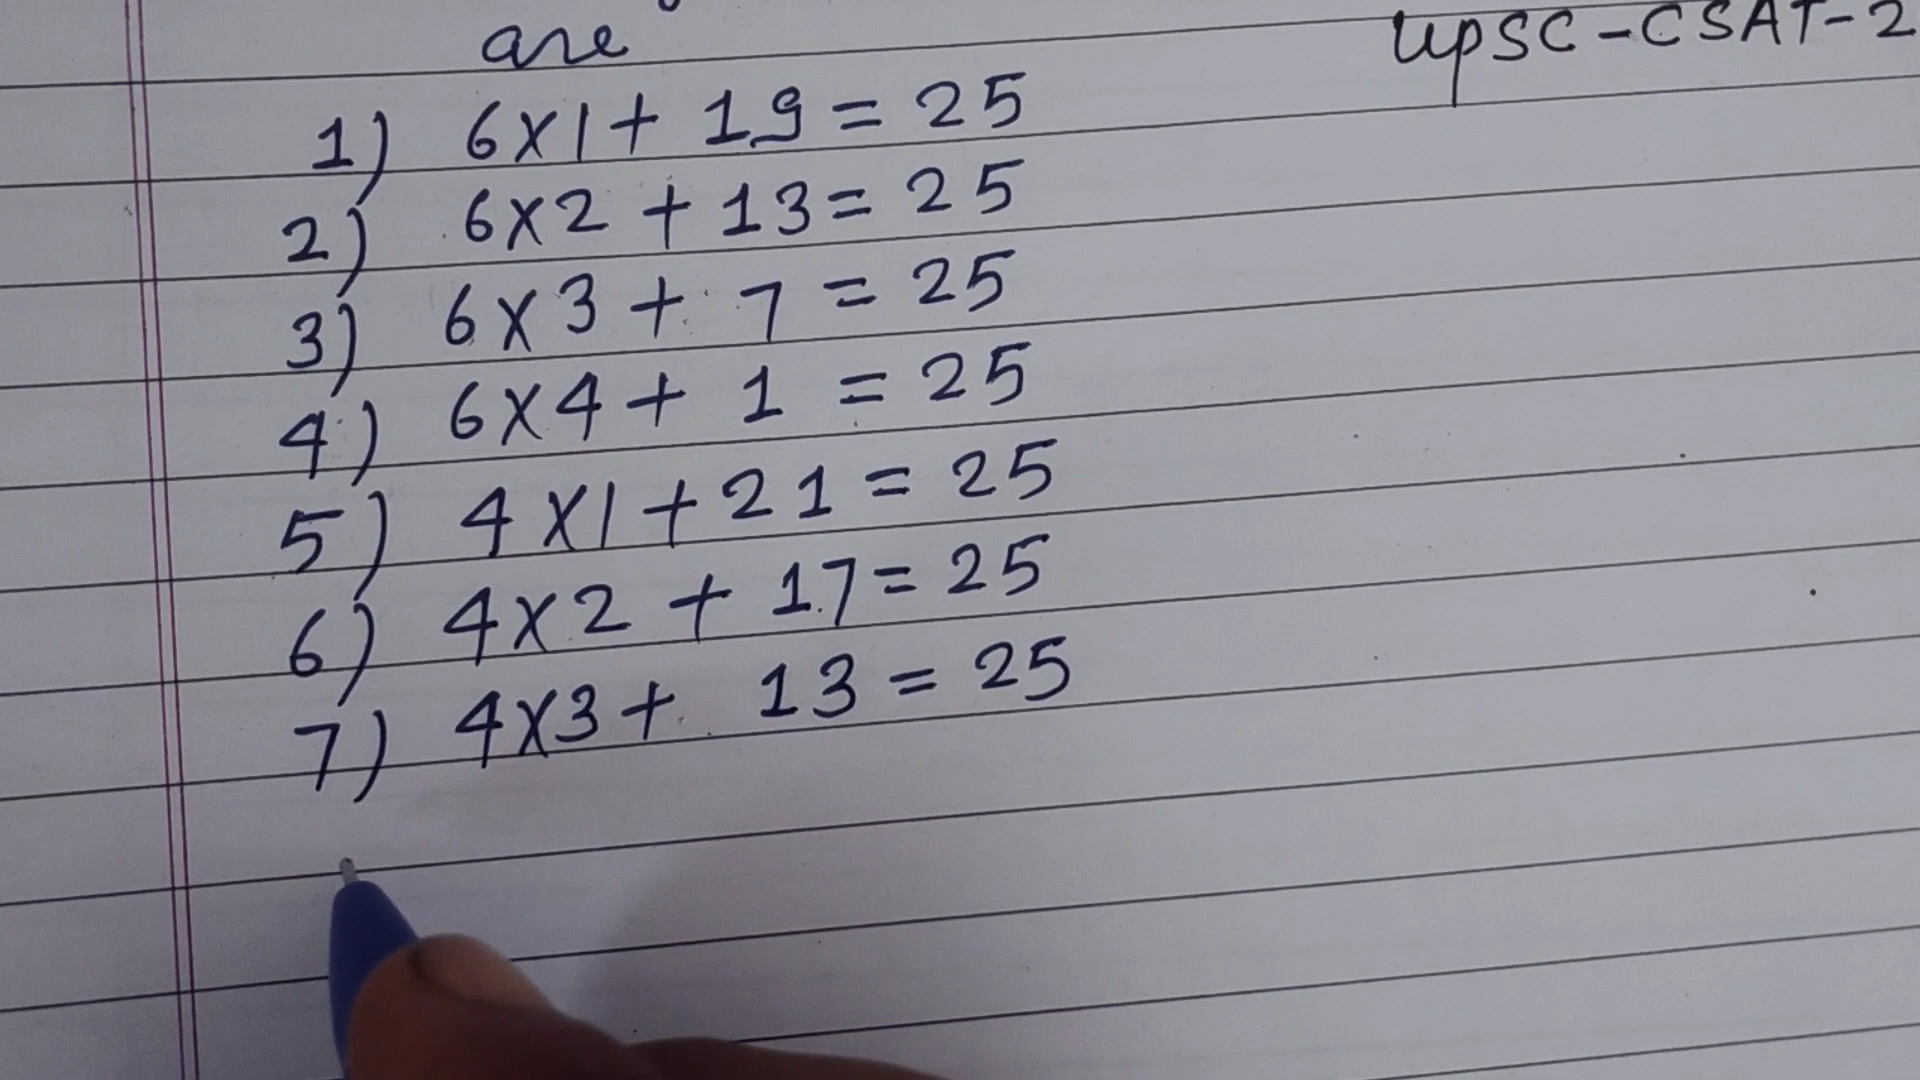 are
UPSC-CSAT-2
1) 6x1+ 19 = 25
2) 6x2 + 13 = 25
3) 6x3 + 7 = 25
4) 6x4 + 1 = 25
5) 4x1 + 21 = 25
6) 4x2 + 17 = 25
7) 4x3 + 13 = 25